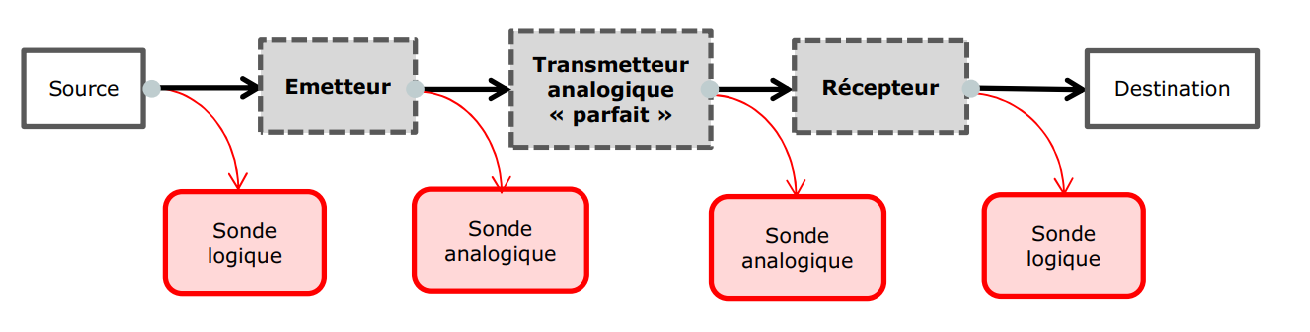 Source
Emetteur
Transmetteur
analogique
« parfait »
Récepteur
Destination
Sonde
logique
Sonde
analogique
Sonde
analogique
Sonde
logique